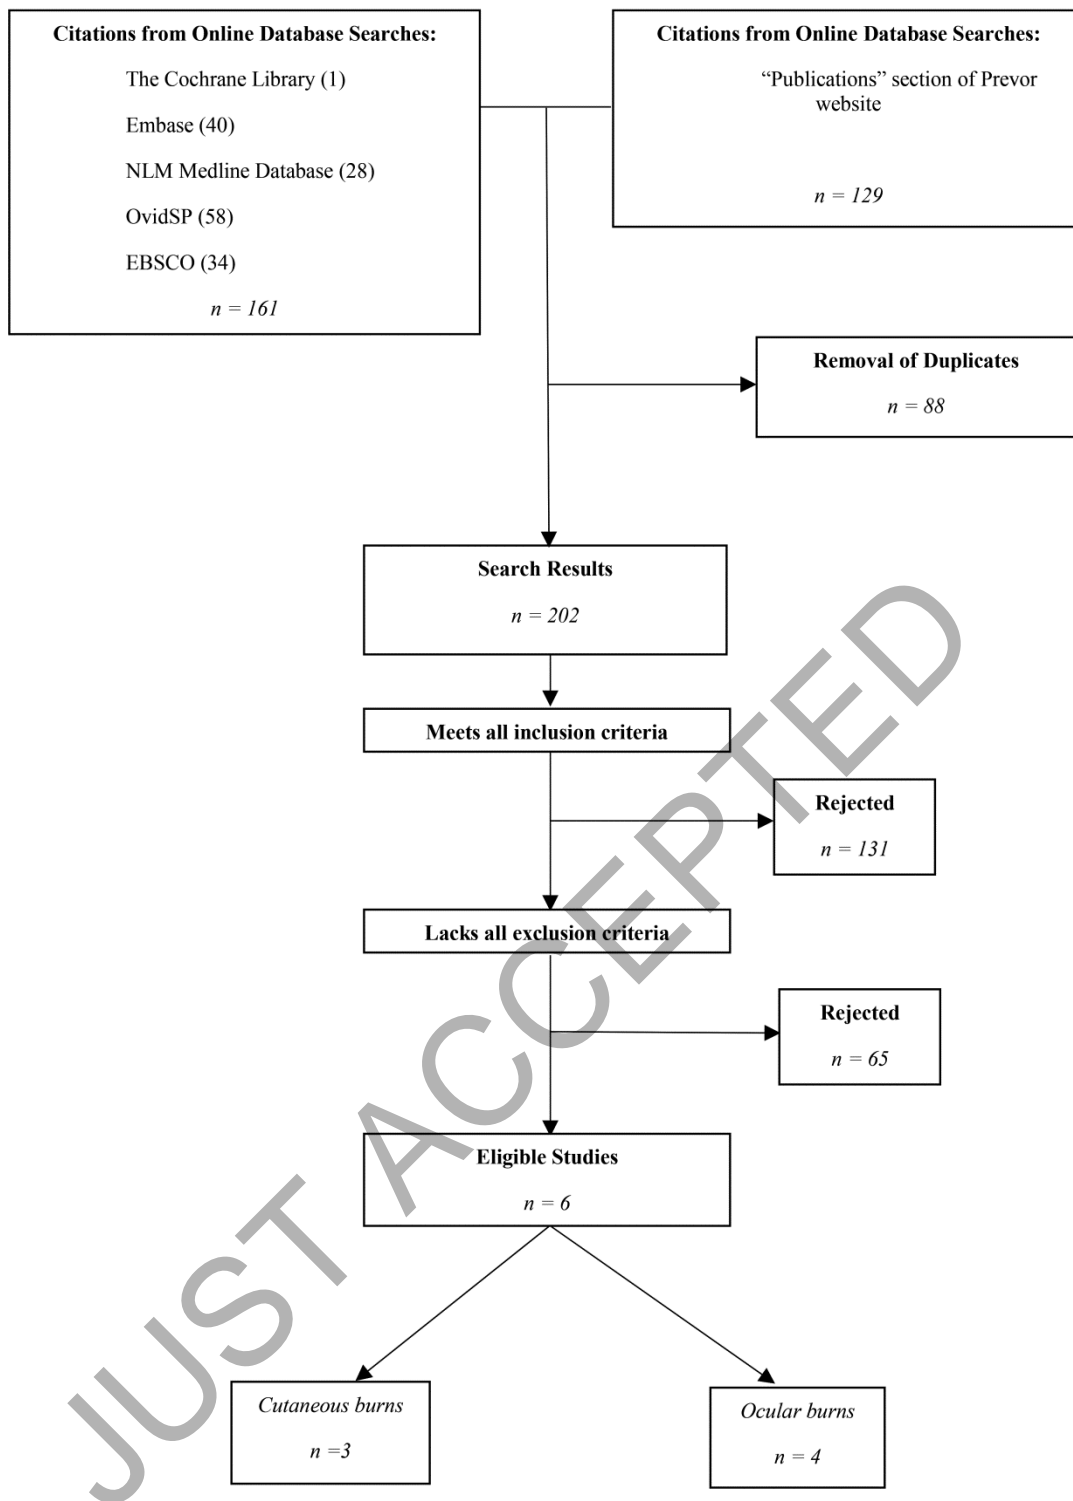 Citations from Online Database Searches:
The Cochrane Library (1)
Embase (40)
NLM Medline Database (28)
OvidSP (58)
EBSCO (34)
n = 161
Citations from Online Database Searches:
“Publications” section of Prevor
website
n = 129
Removal of Duplicates
n = 88
Search Results
n = 202
Meets all inclusion criteria
Rejected
n = 131
Lacks all exclusion criteria
Rejected
n = 65
Eligible Studies
n = 6
Cutaneous burns
n =3
Ocular burns
n = 4
JUST ACCEPTED